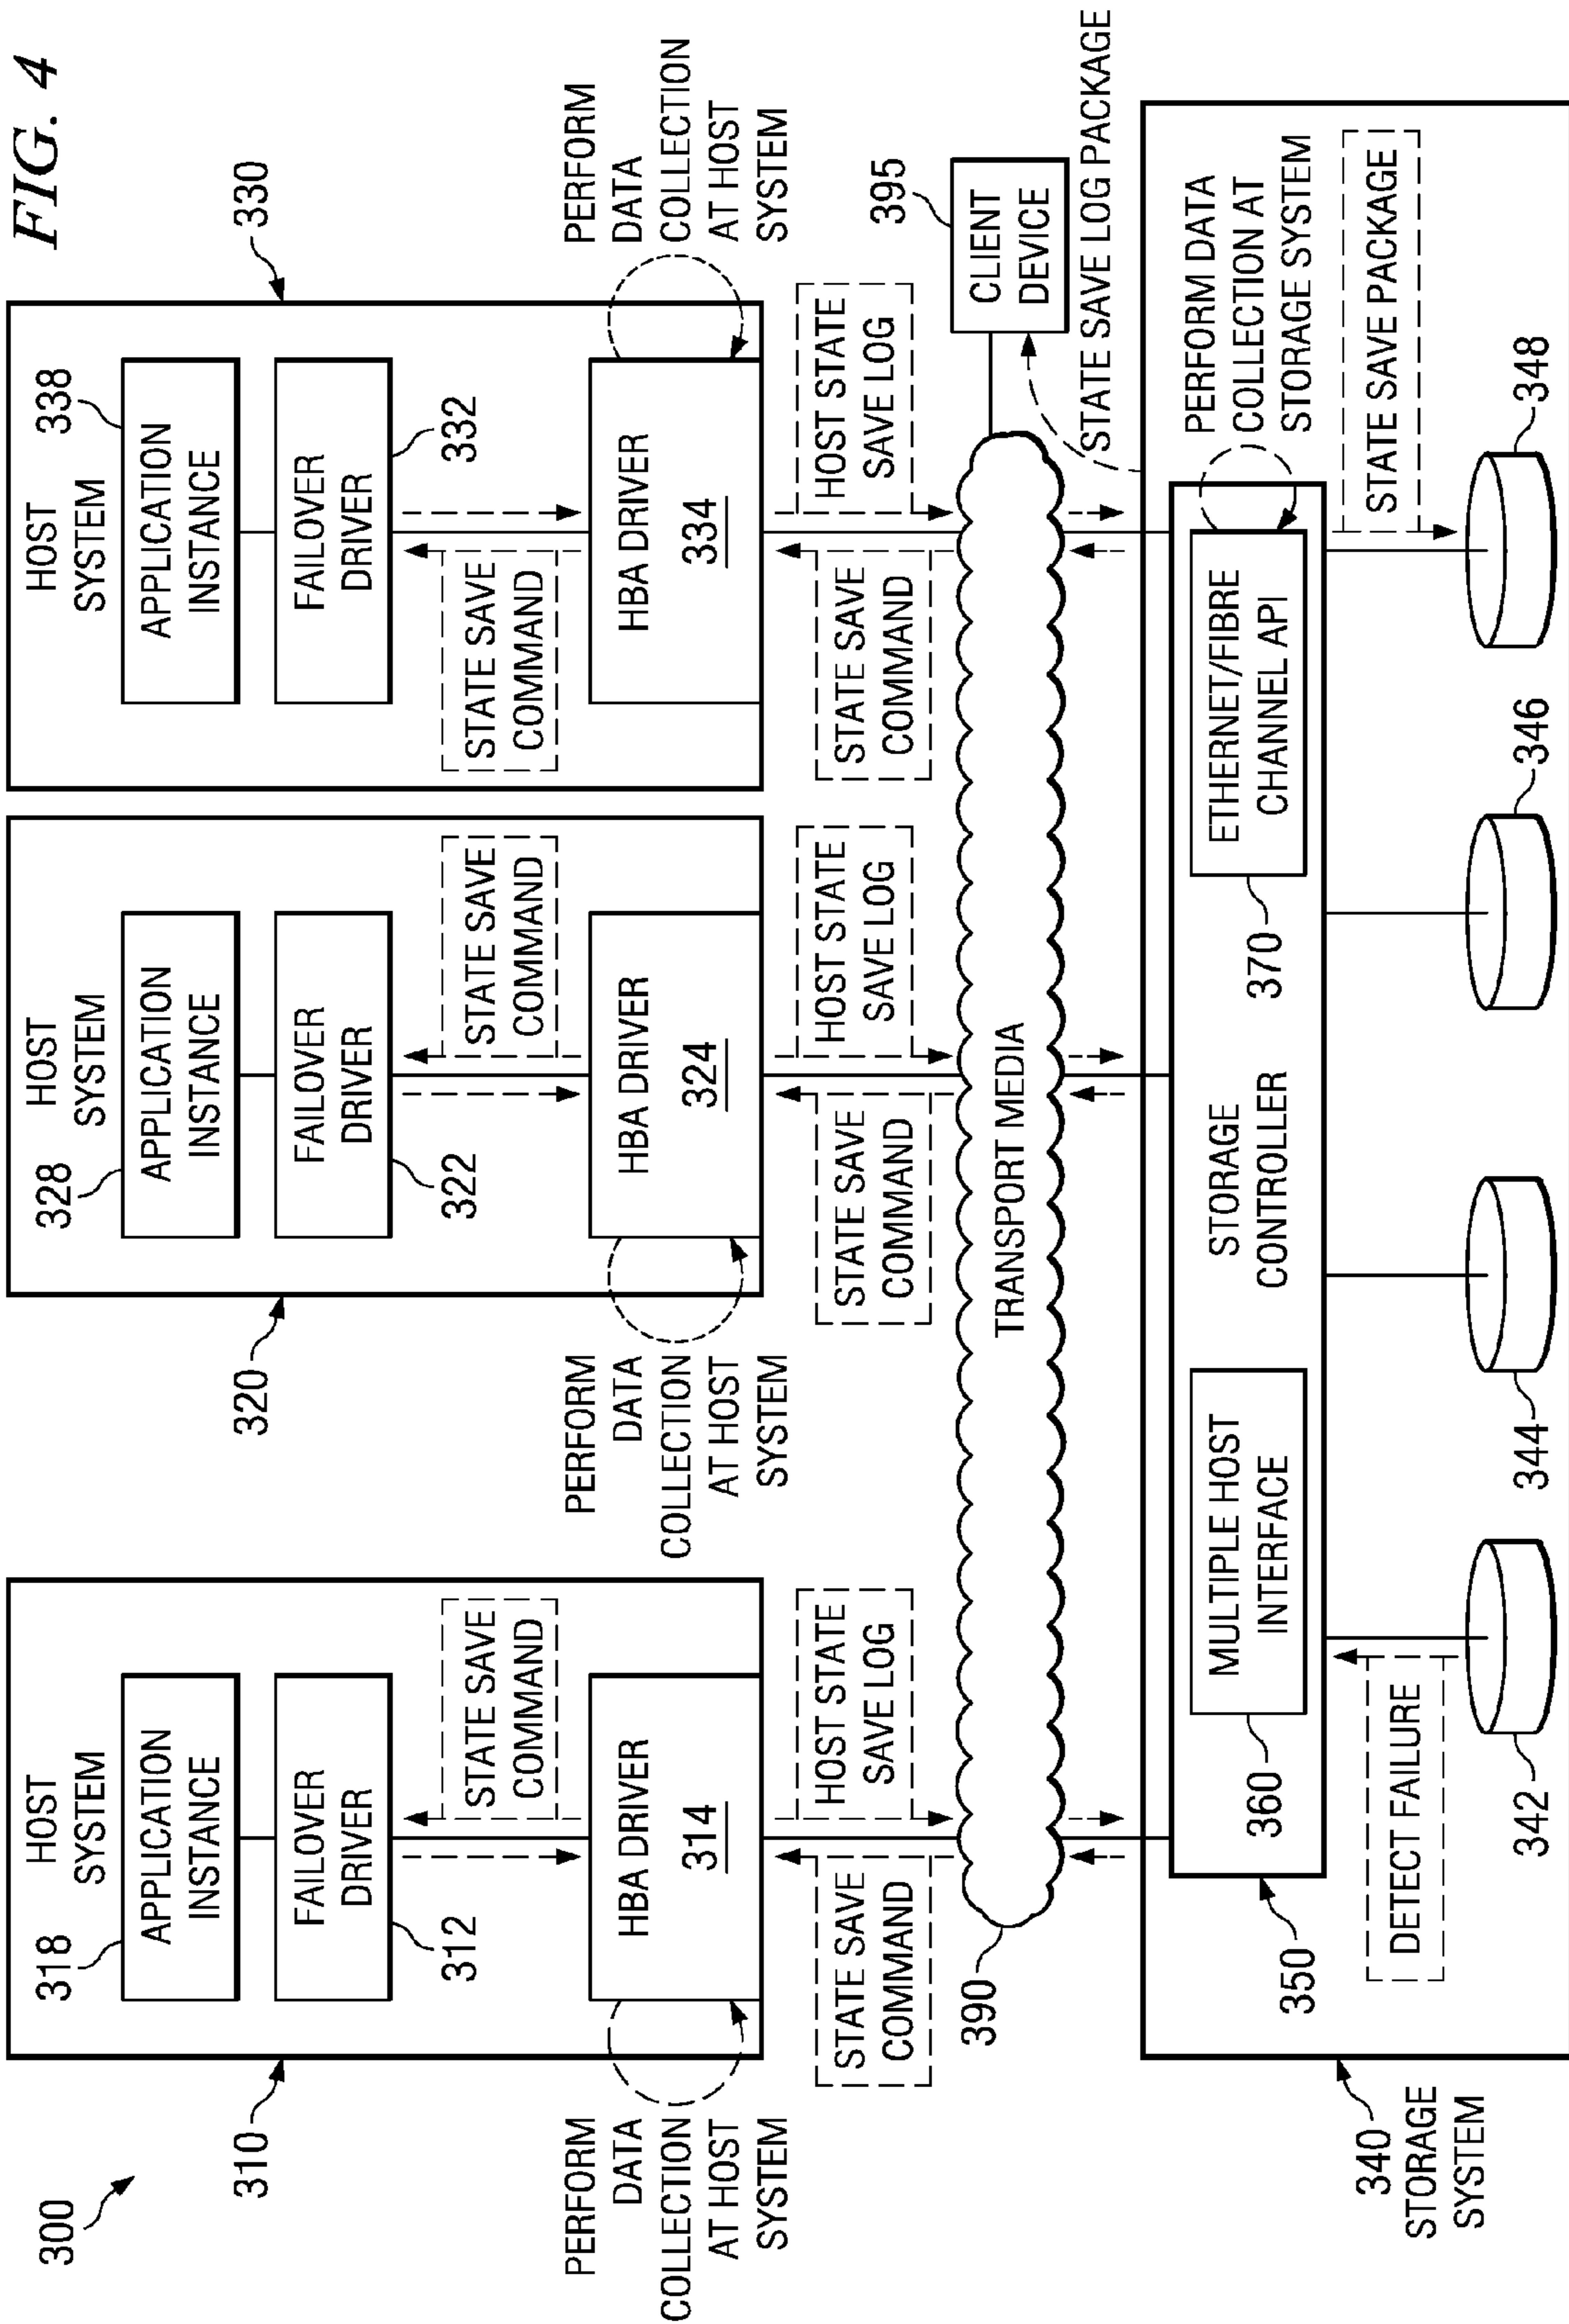 FIG. 4
300
310
HOST
SYSTEM
318
APPLICATION
INSTANCE
FAILOVER
DRIVER
312
STATE SAVE
COMMAND
HBA DRIVER
314
PERFORM
DATA
COLLECTION
AT HOST
SYSTEM
STATE SAVE
COMMAND
HOST STATE
SAVE LOG
320
HOST
SYSTEM
328
APPLICATION
INSTANCE
FAILOVER
DRIVER
322
STATE SAVE
COMMAND
HBA DRIVER
324
PERFORM
DATA
COLLECTION
AT HOST
SYSTEM
STATE SAVE
COMMAND
HOST STATE
SAVE LOG
330
HOST
SYSTEM
338
APPLICATION
INSTANCE
FAILOVER
DRIVER
332
STATE SAVE
COMMAND
HBA DRIVER
334
PERFORM
DATA
COLLECTION
AT HOST
SYSTEM
STATE SAVE
COMMAND
HOST STATE
SAVE LOG
390
TRANSPORT MEDIA
395
CLIENT
DEVICE
STATE SAVE LOG PACKAGE
340
STORAGE
SYSTEM
350
360
MULTIPLE HOST
INTERFACE
STORAGE
CONTROLLER
370
ETHERNET/FIBRE
CHANNEL API
PERFORM DATA
COLLECTION AT
STORAGE SYSTEM
DETECT FAILURE
STATE SAVE PACKAGE
342
344
346
348